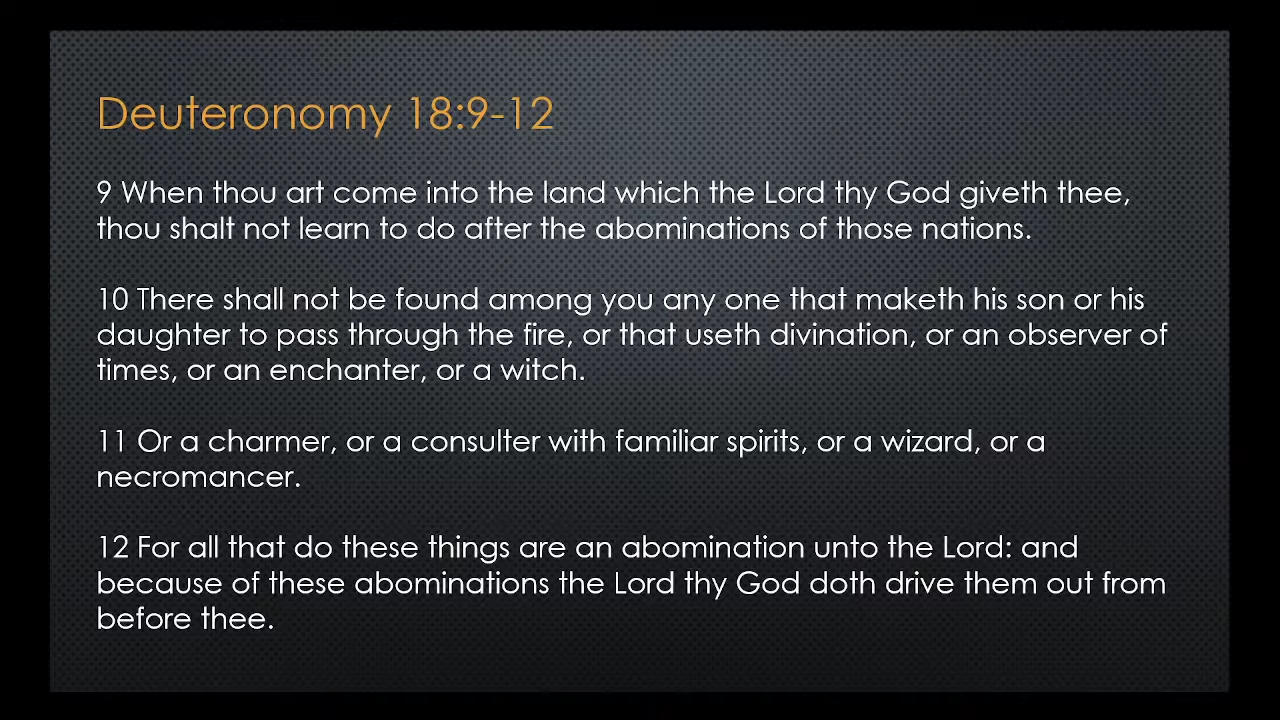 Deuteronomy 18:9-12
9 When thou art come into the land which the Lord thy God giveth thee,
thou shalt not learn to do after the abominations of those nations.
10 There shall not be found among you any one that maketh his son or his
daughter to pass through the fire, or that useth divination, or an observer of
times, or an enchanter, or a witch.
11 Or a charmer, or a consulter with familiar spirits, or a wizard, or a
necromancer.
12 For all that do these things are an abomination unto the Lord: and
because of these abominations the Lord thy God doth drive them out from
before thee.